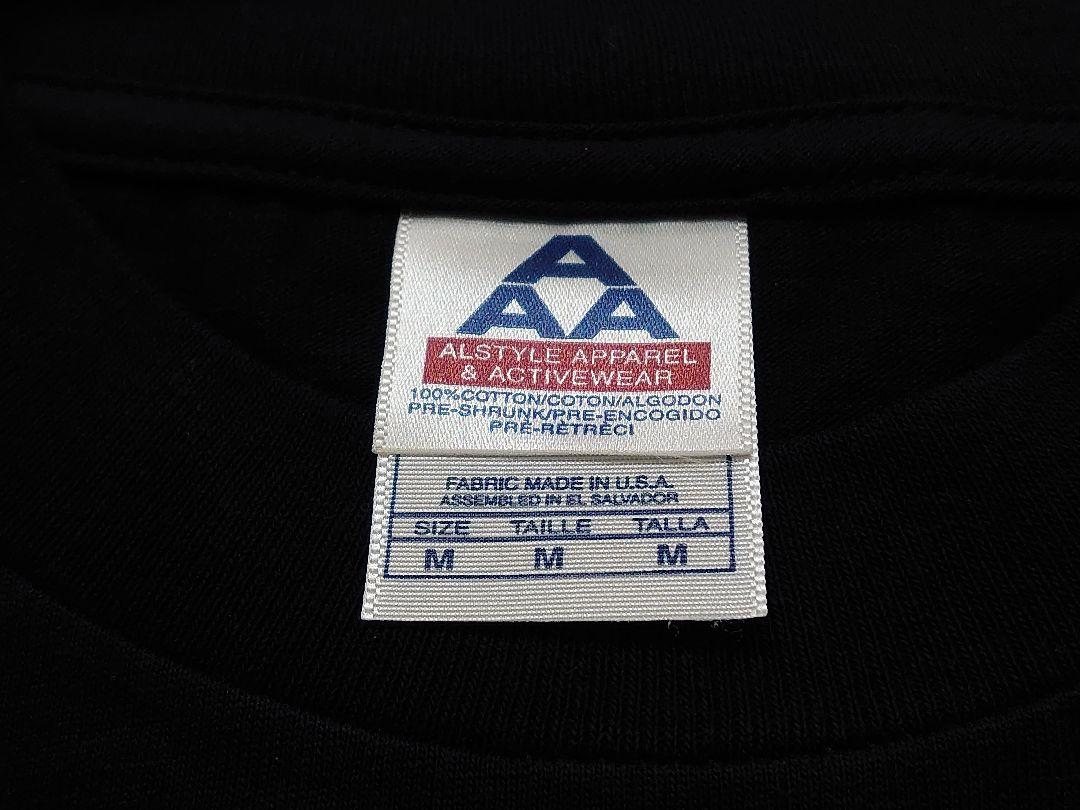 A
A A
ALSTYLE APPAREL
& ACTIVEWEAR
100%COTTON/COTON/ALGODON
PRE-SHRUNK/PRE-ENCOGIDO
PRE-RETRECI
FABRIC MADE IN U.S.A.
ASSEMBLED IN EL SALVADOR
SIZE TAILLE TALLA
M M M